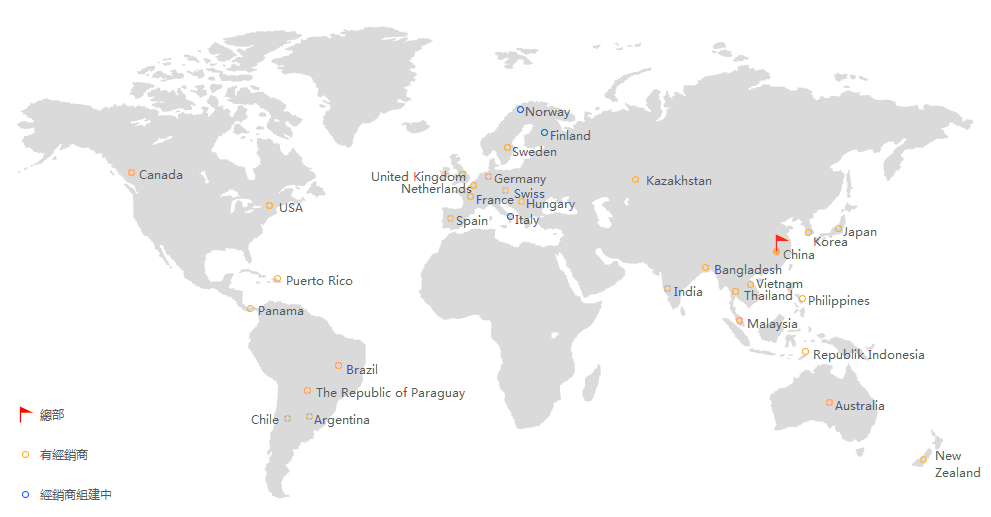 Norway
Finland
Sweden
Canada
United Kingdom
Germany
Kazakhstan
Netherlands
Swiss
France
Hungary
USA
Spain
Italy
Japan
Korea
China
Bangladesh
Puerto Rico
Vietnam
India
Thailand
Philippines
Panama
Malaysia
Republik Indonesia
Brazil
The Republic of Paraguay
Australia
總部
Chile
Argentina
有經銷商
New
Zealand
經銷商組建中